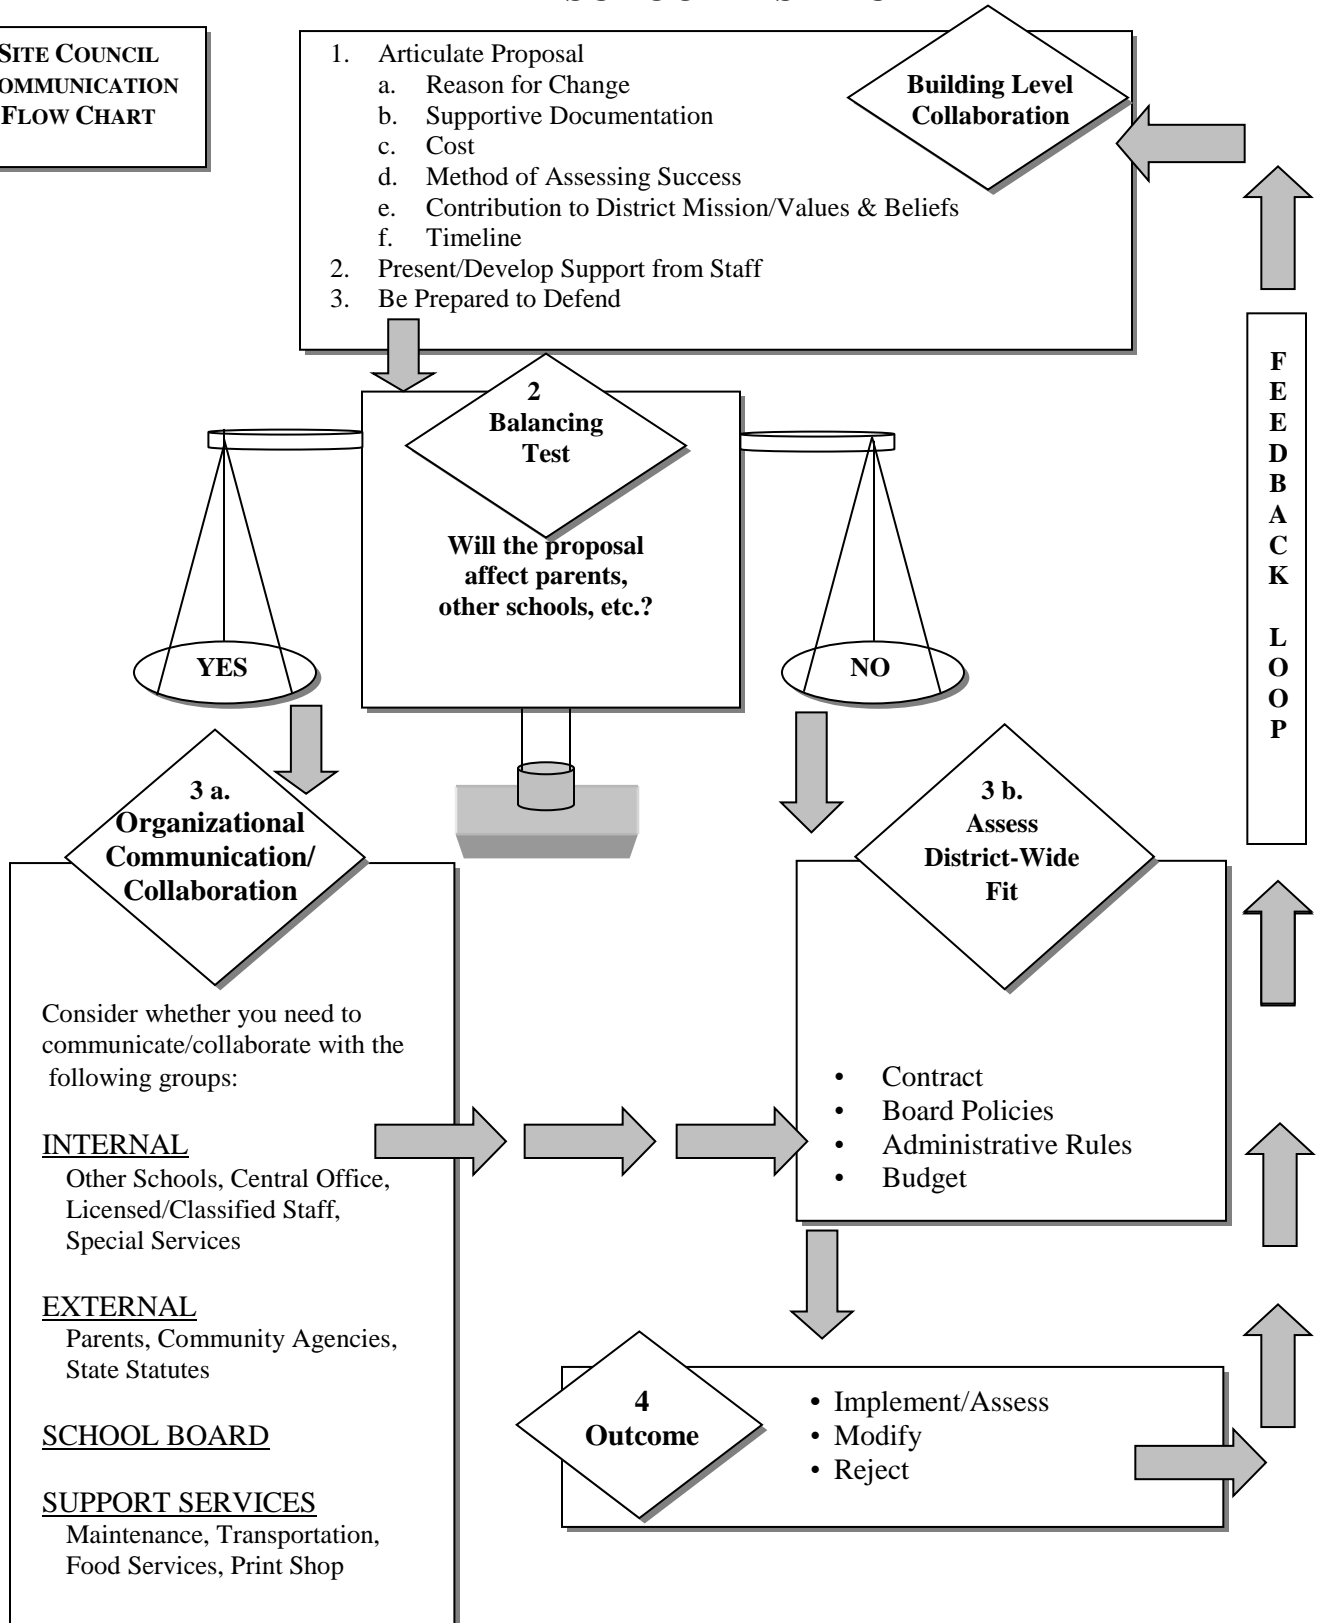 SITE COUNCIL
OMMUNICATION
FLOW CHART
1. Articulate Proposal
a. Reason for Change
b. Supportive Documentation
c. Cost
d. Method of Assessing Success
e. Contribution to District Mission/Values & Beliefs
f. Timeline
2. Present/Develop Support from Staff
3. Be Prepared to Defend
Building Level
Collaboration
2
Balancing
Test
Will the proposal
affect parents,
other schools, etc.?
YES
NO
F
E
E
D
B
A
C
K
L
O
O
P
3 a.
Organizational
Communication/
Collaboration
Consider whether you need to
communicate/collaborate with the
following groups:
INTERNAL
Other Schools, Central Office,
Licensed/Classified Staff,
Special Services
EXTERNAL
Parents, Community Agencies,
State Statutes
SCHOOL BOARD
SUPPORT SERVICES
Maintenance, Transportation,
Food Services, Print Shop
3 b.
Assess
District-Wide
Fit
• Contract
• Board Policies
• Administrative Rules
• Budget
4
Outcome
• Implement/Assess
• Modify
• Reject